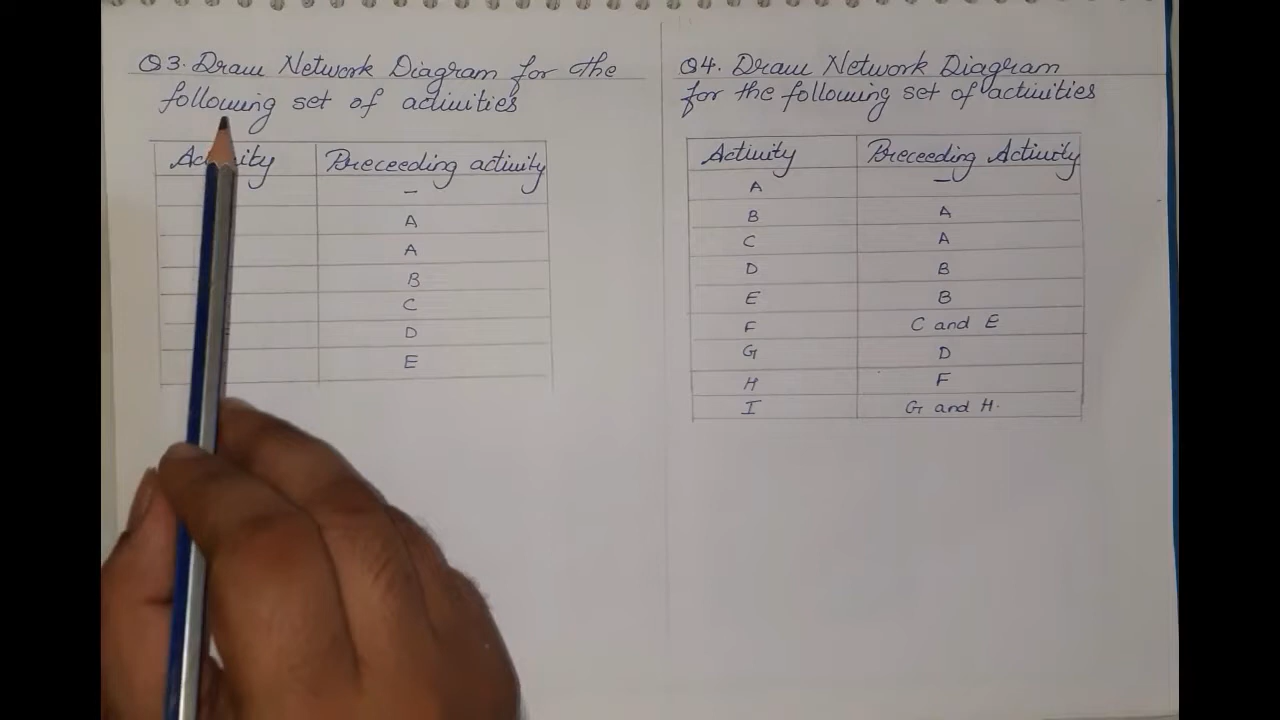 Q3. Draw Network Diagram for the
following set of activities
Preceeding activity
–
A
A
B
C
D
E
Q4. Draw Network Diagram
for the following set of activities
Activity Preceeding Activity
A –
B A
C A
D B
E B
F C and E
G D
H F
I G and H.